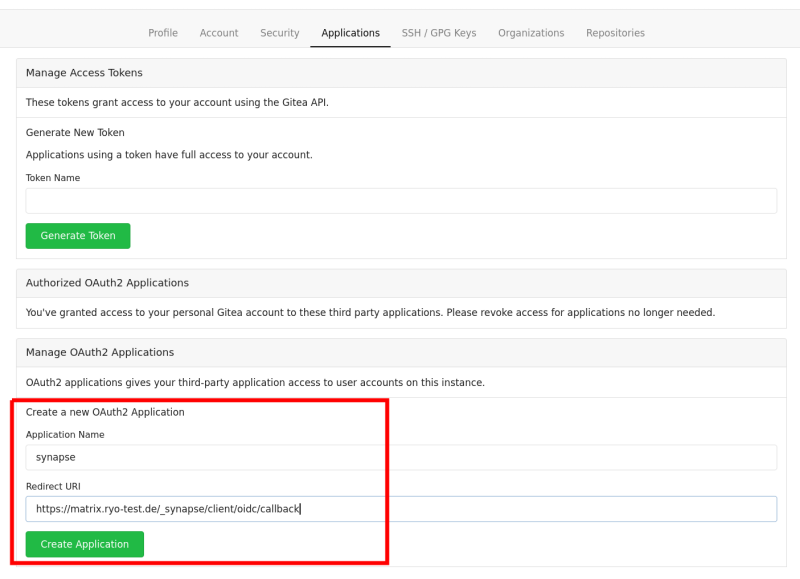 Profile Account Security Applications SSH / GPG Keys Organizations Repositories
Manage Access Tokens
These tokens grant access to your account using the Gitea API.
Generate New Token
Applications using a token have full access to your account.
Token Name
Generate Token
Authorized OAuth2 Applications
You've granted access to your personal Gitea account to these third party applications. Please revoke access for applications no longer needed.
Manage OAuth2 Applications
OAuth2 applications gives your third-party application access to user accounts on this instance.
Create a new OAuth2 Application
Application Name
synapse
Redirect URI
https://matrix.ryo-test.de/_synapse/client/oidc/callback
Create Application